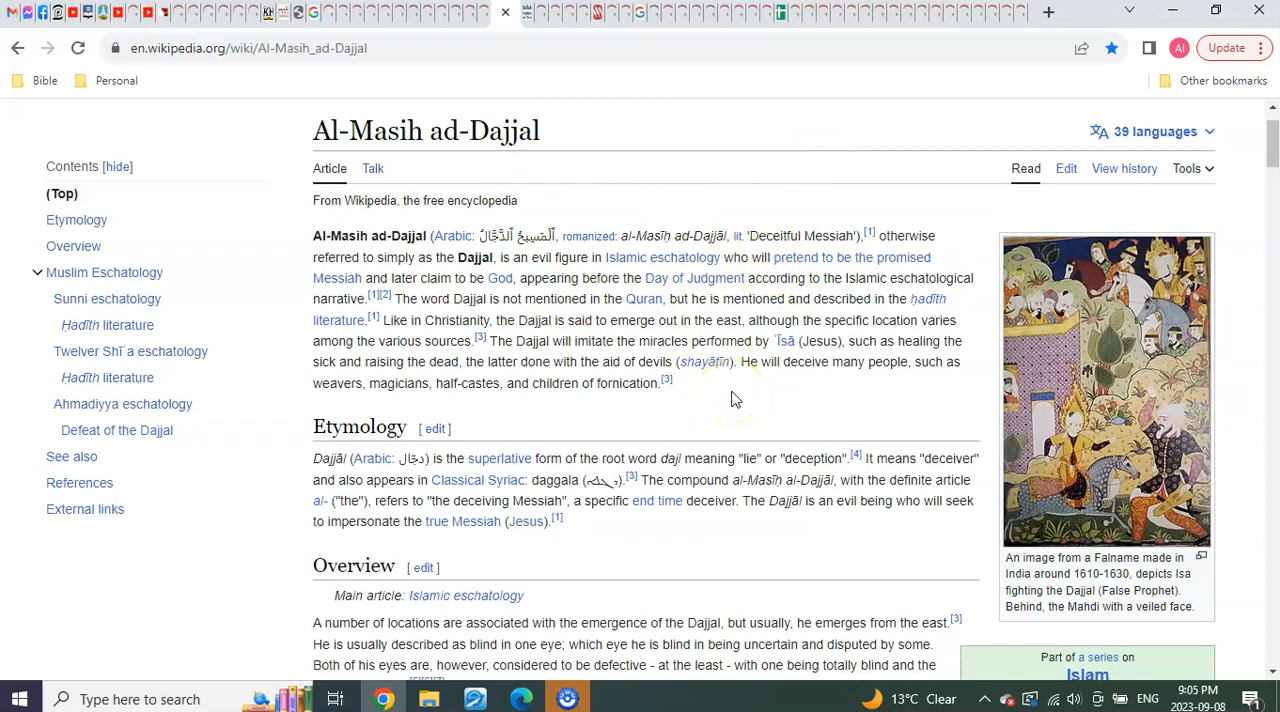 en.wikipedia.org/wiki/Al-Masih_ad-Dajjal
AI
Update
Bible
Personal
Other bookmarks
Al-Masih ad-Dajjal
39 languages
Contents [hide]
Article
Talk
Read
Edit
View history
Tools
(Top)
From Wikipedia, the free encyclopedia
Etymology
Overview
Muslim Eschatology
Sunni eschatology
Ḥadīth literature
Twelver Shīʿa eschatology
Ḥadīth literature
Ahmadiyya eschatology
Defeat of the Dajjal
See also
References
External links
Al-Masih ad-Dajjal (Arabic: ٱلْمَسِيحُ ٱلدَّجَّالُ, romanized: al-Masīḥ ad-Dajjāl, lit. 'Deceitful Messiah'),[1] otherwise
referred to simply as the Dajjal, is an evil figure in Islamic eschatology who will pretend to be the promised
Messiah and later claim to be God, appearing before the Day of Judgment according to the Islamic eschatological
narrative.[1][2] The word Dajjal is not mentioned in the Quran, but he is mentioned and described in the ḥadīth
literature.[1] Like in Christianity, the Dajjal is said to emerge out in the east, although the specific location varies
among the various sources.[3] The Dajjal will imitate the miracles performed by ʿĪsā (Jesus), such as healing the
sick and raising the dead, the latter done with the aid of devils (shayāṭīn). He will deceive many people, such as
weavers, magicians, half-castes, and children of fornication.[3]
Etymology [ edit ]
Dajjāl (Arabic: دجّال) is the superlative form of the root word dajl meaning "lie" or "deception".[4] It means "deceiver"
and also appears in Classical Syriac: daggala (ܕܓܠܐ).[3] The compound al-Masīḥ al-Dajjāl, with the definite article
al- ("the"), refers to "the deceiving Messiah", a specific end time deceiver. The Dajjāl is an evil being who will seek
to impersonate the true Messiah (Jesus).[1]
Overview [ edit ]
Main article: Islamic eschatology
A number of locations are associated with the emergence of the Dajjal, but usually, he emerges from the east.[3]
He is usually described as blind in one eye; which eye he is blind in being uncertain and disputed by some.
Both of his eyes are, however, considered to be defective - at the least - with one being totally blind and the
An image from a Falname made in
India around 1610-1630, depicts Isa
fighting the Dajjal (False Prophet).
Behind, the Mahdi with a veiled face.
Part of a series on
Islam
Type here to search
13°C Clear
ENG
9:05 PM
2023-09-08